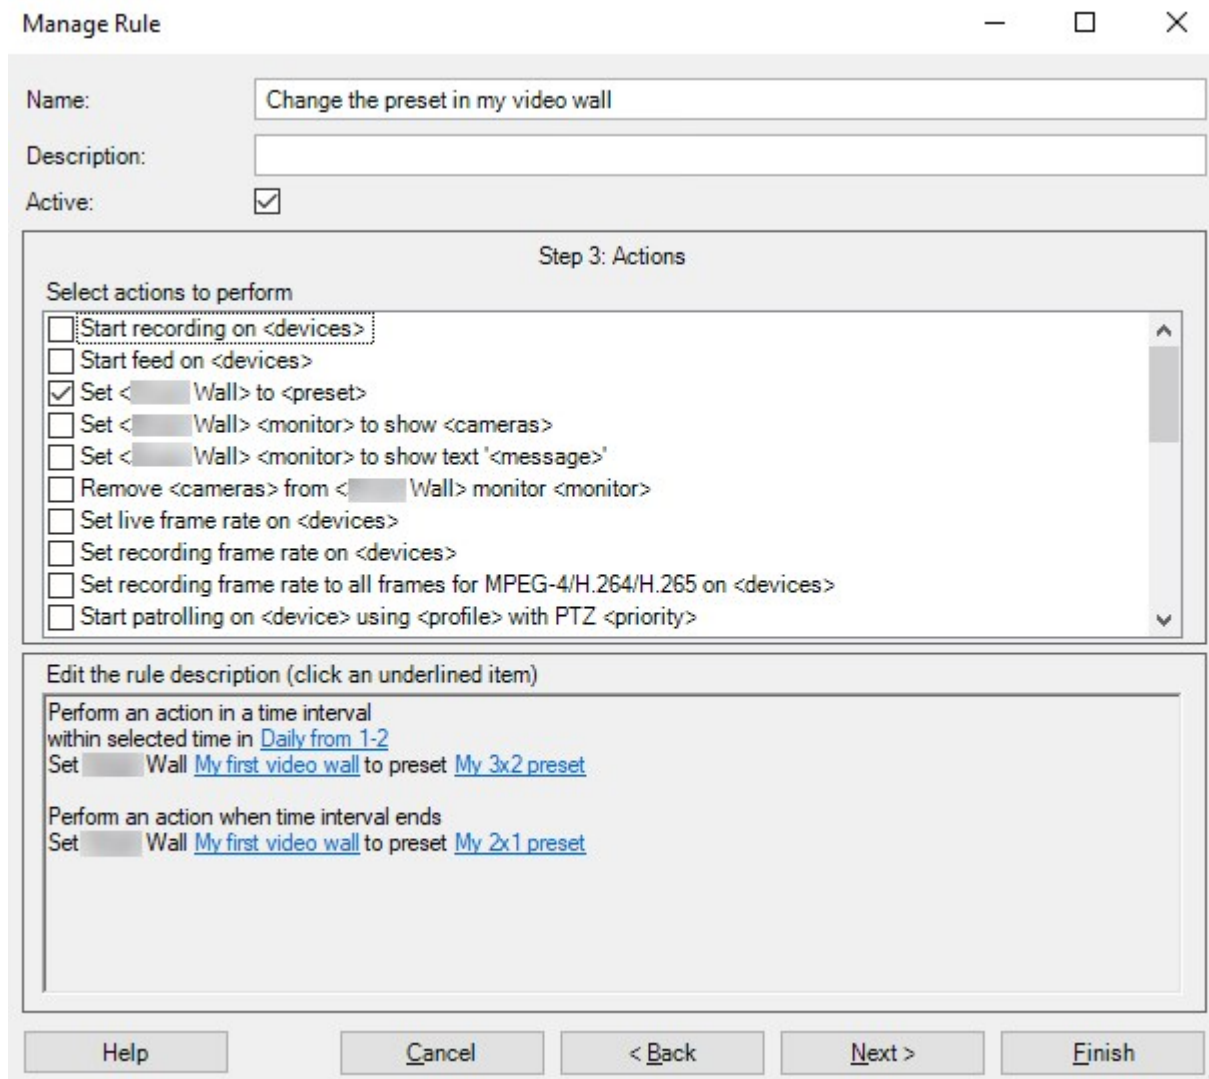 Manage Rule
Name: Change the preset in my video wall
Description:
Active:
Step 3: Actions
Select actions to perform
Start recording on <devices>
Start feed on <devices>
Set < Wall> to <preset>
Set < Wall> <monitor> to show <cameras>
Set < Wall> <monitor> to show text '<message>'
Remove <cameras> from < Wall> monitor <monitor>
Set live frame rate on <devices>
Set recording frame rate on <devices>
Set recording frame rate to all frames for MPEG-4/H.264/H.265 on <devices>
Start patrolling on <device> using <profile> with PTZ <priority>
Edit the rule description (click an underlined item)
Perform an action in a time interval
within selected time in Daily from 1-2
Set Wall My first video wall to preset My 3x2 preset
Perform an action when time interval ends
Set Wall My first video wall to preset My 2x1 preset
Help Cancel < Back Next > Finish